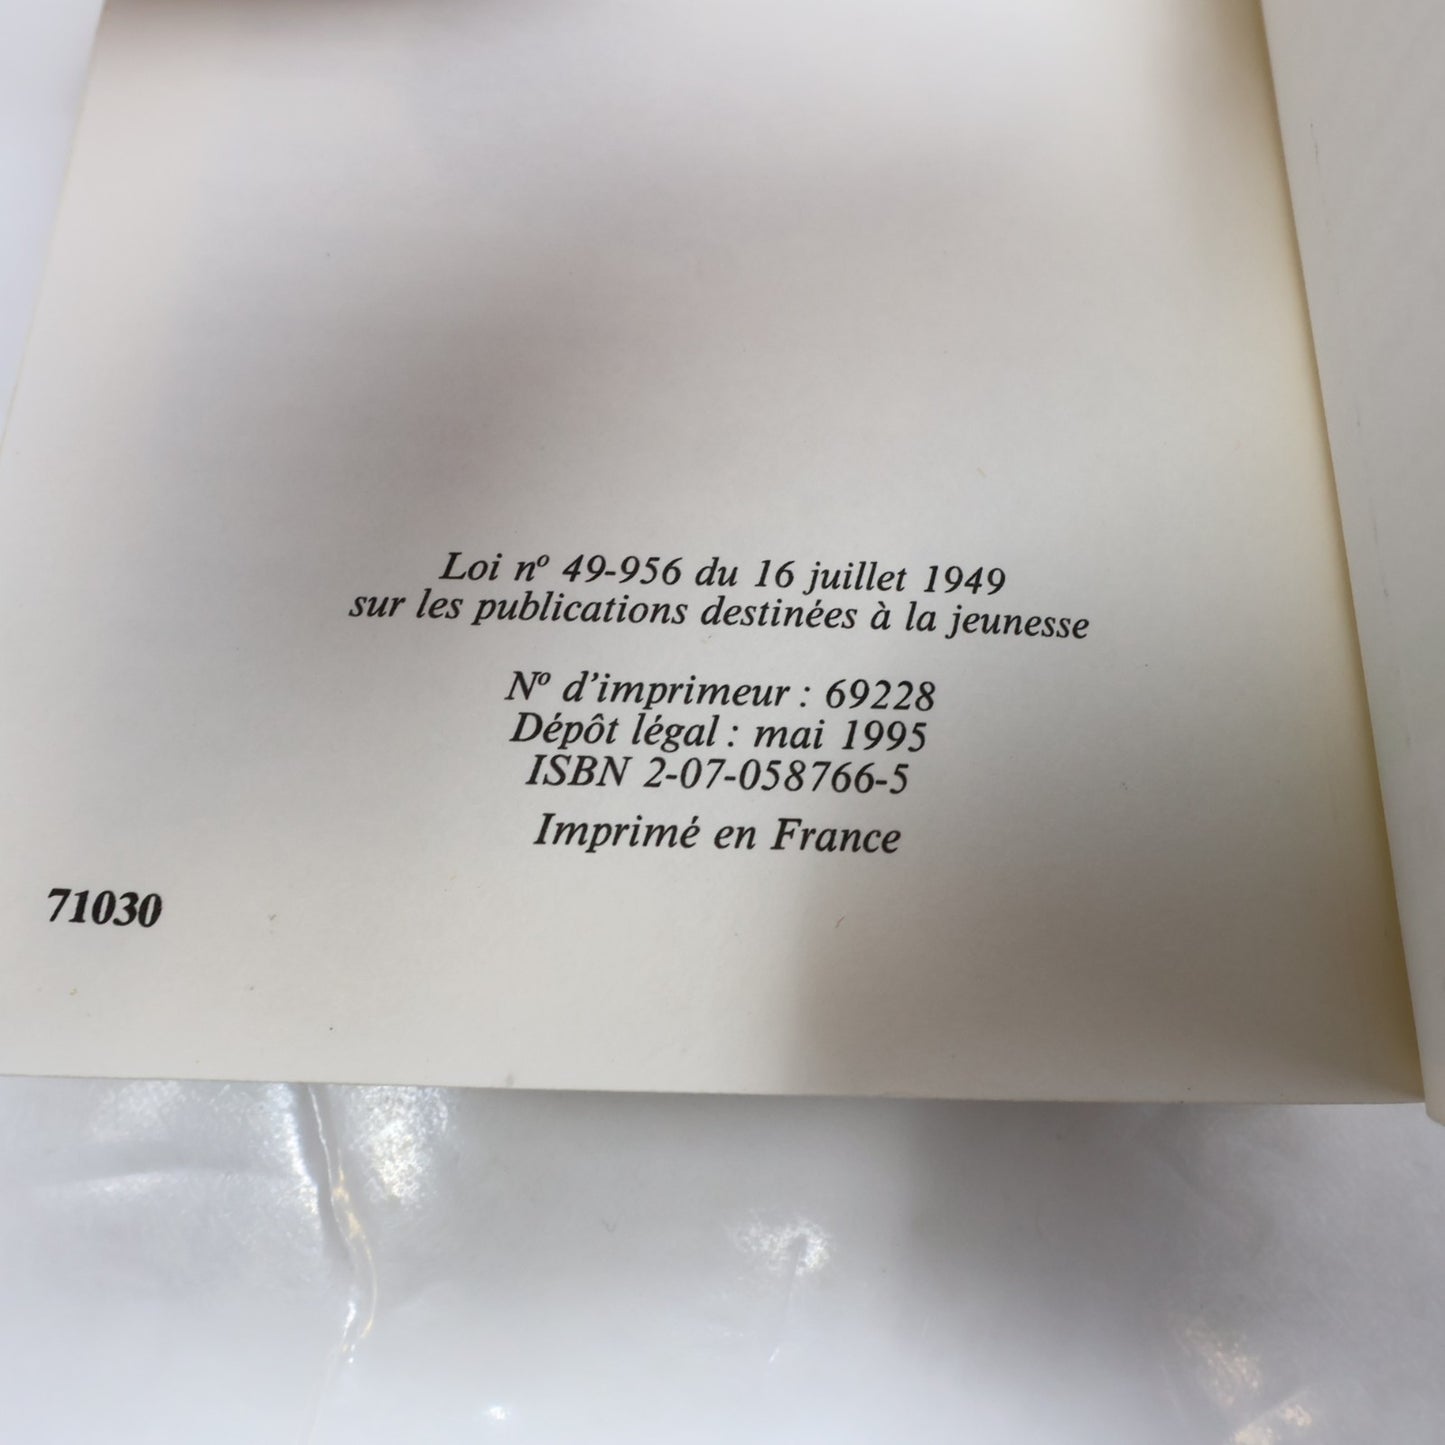 Loi nº 49-956 du 16 juillet 1949
sur les publications destinées à la jeunesse
Nº d'imprimeur : 69228
Dépôt légal : mai 1995
ISBN 2-07-058766-5
Imprimé en France
71030